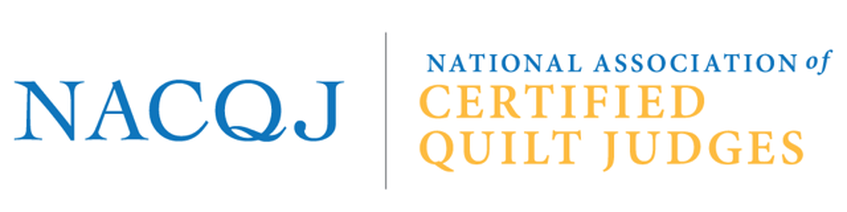 NACQJ
NATIONAL ASSOCIATION of
CERTIFIED
QUILT JUDGES